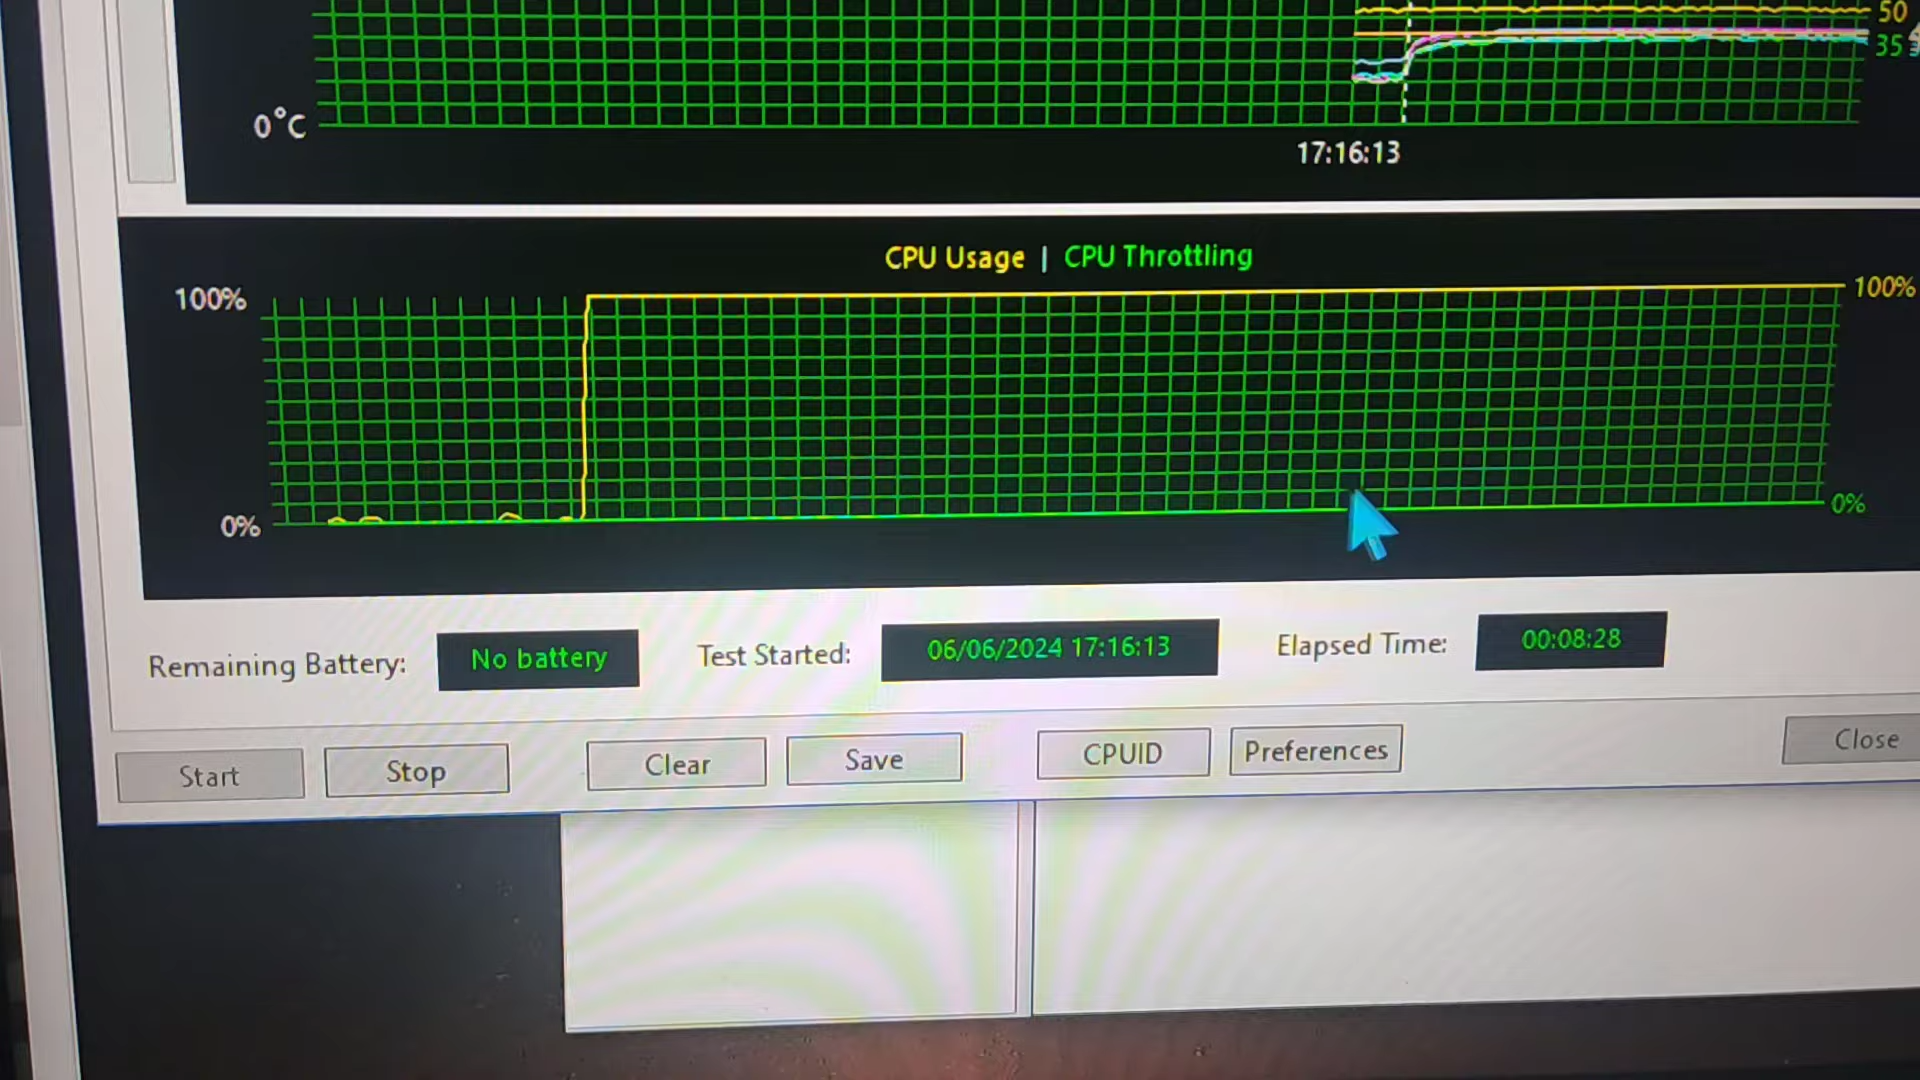 50
35
0°C
17:16:13
CPU Usage | CPU Throttling
100%
100%
0%
0%
Remaining Battery: No battery Test Started: 06/06/2024 17:16:13 Elapsed Time: 00:08:28
Start Stop Clear Save CPUID Preferences Close